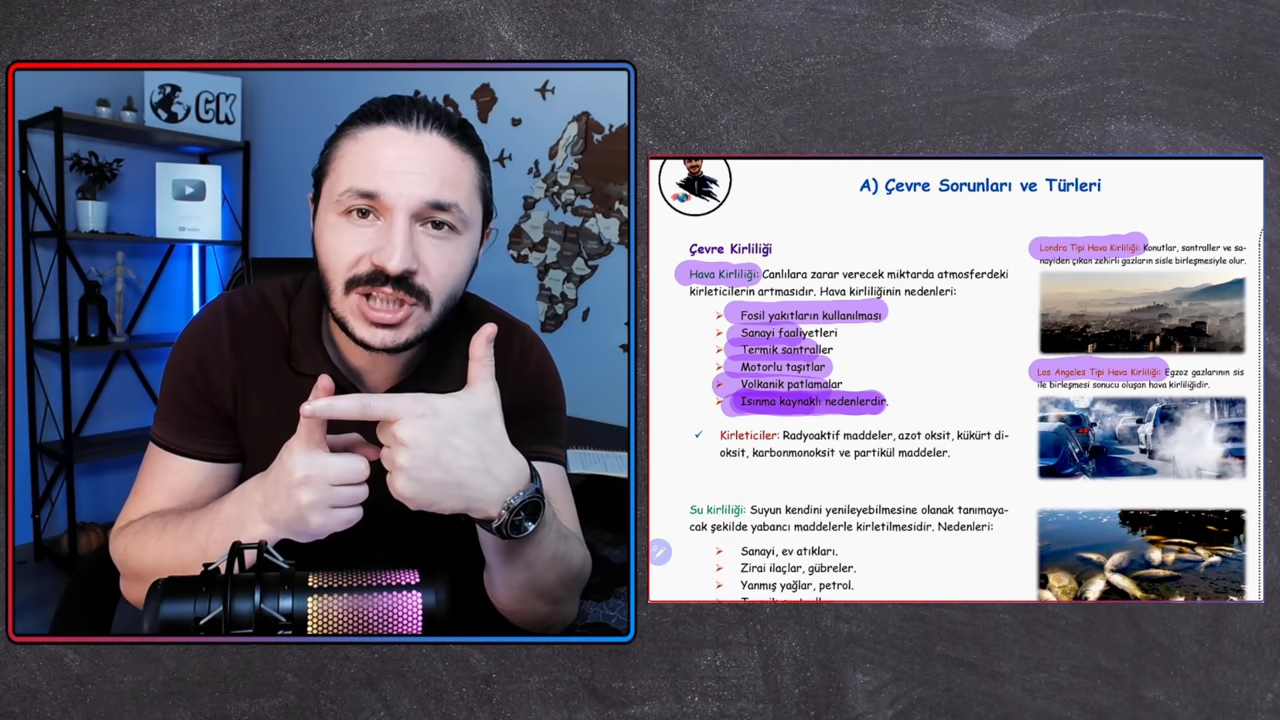 CK
A) Çevre Sorunları ve Türleri
Çevre Kirliliği
Hava Kirliliği: Canlılara zarar verecek miktarda atmosferdeki
kirleticilerin artmasıdır. Hava kirliliğinin nedenleri:
Fosil yakıtların kullanılması
Sanayi faaliyetleri
Termik santraller
Motorlu taşıtlar
Volkanik patlamalar
Isınma kaynaklı nedenlerdir.
Kirleticiler: Radyoaktif maddeler, azot oksit, kükürt di-
oksit, karbonmonoksit ve partikül maddeler.
Su kirliliği: Suyun kendini yenileyebilmesine olanak tanımaya-
cak şekilde yabancı maddelerle kirletilmesidir. Nedenleri:
Sanayi, ev atıkları.
Zirai ilaçlar, gübreler.
Yanmış yağlar, petrol.
Londra Tipi Hava Kirliliği: Konutlar, santraller ve sa-
nayiden çıkan zehirli gazların sisle birleşmesiyle olur.
Los Angeles Tipi Hava Kirliliği: Egzoz gazlarının sis
ile birleşmesi sonucu oluşan hava kirliliğidir.